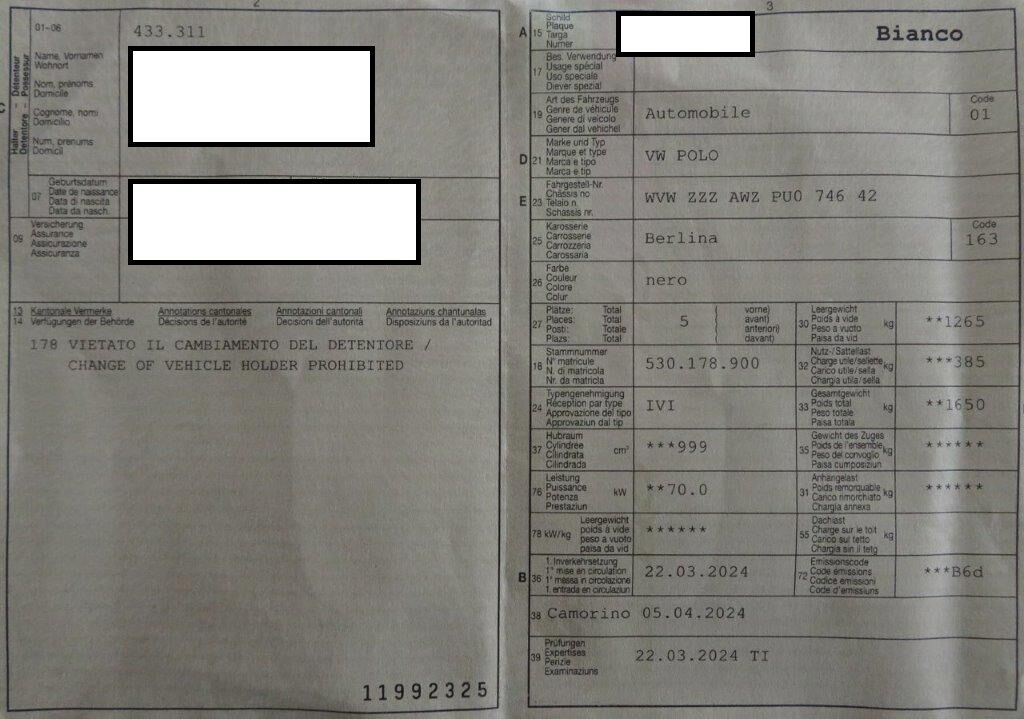 2
01-06
433.311
Halter - Détenteur
Detentore - Possessur
Name, Vornamen
Wohnort
Nom, prénoms
Domicile
Cognome, nomi
Domicilio
Num, prenums
Domicil
07
Geburtsdatum
Date de naissance
Data di nascita
Data da nasch.
09
Versicherung
Assurance
Assicurazione
Assicuranza
13 Kantonale Vermerke Annotations cantonales Annotazioni cantonali Annotaziuns chantunalas
14 Verfügungen der Behörde Décisions de l'autorité Decisioni dell'autorità Disposiziuns da l'autoritad
178 VIETATO IL CAMBIAMENTO DEL DETENTORE /
CHANGE OF VEHICLE HOLDER PROHIBITED
11992325
3
A 15
Schild
Plaque
Targa
Numer
Bianco
17
Bes. Verwendung
Usage spécial
Uso speciale
Diever spezial
19
Art des Fahrzeugs
Genre de véhicule
Genere di veicolo
Gener dal vehichel
Automobile
Code
01
D 21
Marke und Typ
Marque et type
Marca e tipo
Marca e tip
VW POLO
E 23
Fahrgestell-Nr.
Châssis no
Telaio n.
Schassis nr.
WVW ZZZ AWZ PU0 746 42
25
Karosserie
Carrosserie
Carrozzeria
Carossaria
Berlina
Code
163
26
Farbe
Couleur
Colore
Colur
nero
27
Plätze: Total
Places: Total
Posti: Totale
Plazs: Total
5
( vorne)
( avant)
( anteriori)
( davant)
30
Leergewicht
Poids à vide
Peso a vuoto
Paisa da vid
kg
**1265
18
Stammnummer
N° matricule
N. di matricola
Nr. da matricla
530.178.900
32
Nutz-/Sattellast
Charge utile/sellette
Carico utile/sella
Chargia utila/sella
kg
***385
24
Typengenehmigung
Réception par type
Approvazione del tipo
Approvaziun dal tip
IVI
33
Gesamtgewicht
Poids total
Peso totale
Paisa totala
kg
**1650
37
Hubraum
Cylindrée
Cilindrata
Cilindrada
cm³
***999
35
Gewicht des Zuges
Poids de l'ensemble
Peso del convoglio
Paisa cumposiziun
kg
******
76
Leistung
Puissance
Potenza
Prestaziun
kW
**70.0
31
Anhängelast
Poids remorquable
Carico rimorchiato
Chargia annexa
kg
******
78 kW/kg
Leergewicht
poids à vide
peso a vuoto
paisa da vid
******
55
Dachlast
Charge sur le toit
Carico sul tetto
Chargia sin il tetg
kg
******
B 36
1. Inverkehrsetzung
1re mise en circulation
1a messa in circolazione
1. entrada en circulaziun
22.03.2024
72
Emissionscode
Code émissions
Codice emissioni
Code d'emissiuns
***B6d
38 Camorino 05.04.2024
39
Prüfungen
Expertises
Perizie
Examinaziuns
22.03.2024 TI